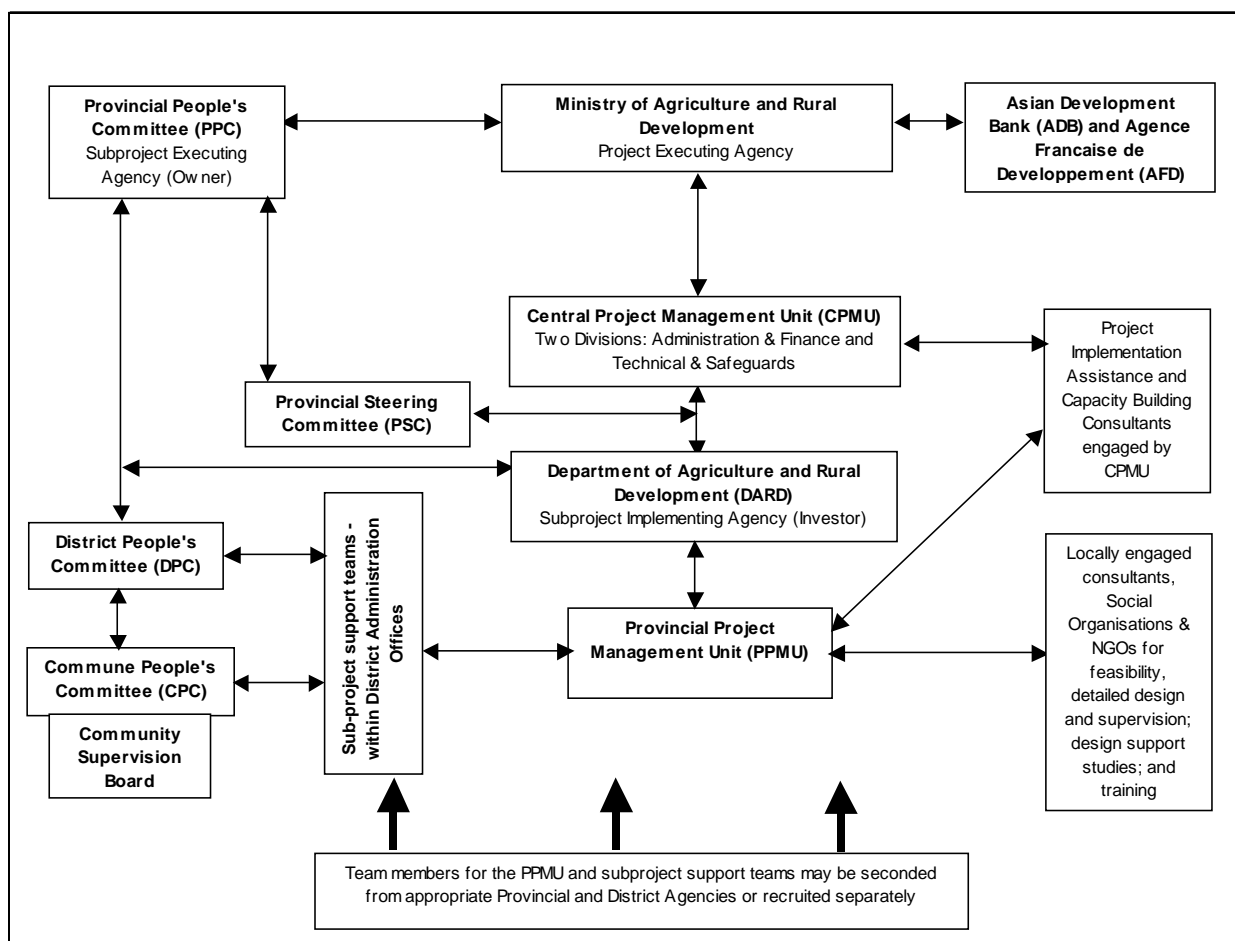 Provincial People's
Committee (PPC)
Subproject Executing
Agency (Owner)
Ministry of Agriculture and Rural
Development
Project Executing Agency
Asian Development
Bank (ADB) and Agence
Francaise de
Developpement (AFD)
Central Project Management Unit (CPMU)
Two Divisions: Administration & Finance and
Technical & Safeguards
Project
Implementation
Assistance and
Capacity Building
Consultants
engaged by
CPMU
Provincial Steering
Committee (PSC)
Department of Agriculture and Rural
Development (DARD)
Subproject Implementing Agency (Investor)
District People's
Committee (DPC)
Sub-project support teams -
within District Administration
Offices
Locally engaged
consultants,
Social
Organisations &
NGOs for
feasibility,
detailed design
and supervision;
design support
studies; and
training
Provincial Project
Management Unit (PPMU)
Commune People's
Committee (CPC)
Community
Supervision
Board
Team members for the PPMU and subproject support teams may be seconded
from appropriate Provincial and District Agencies or recruited separately